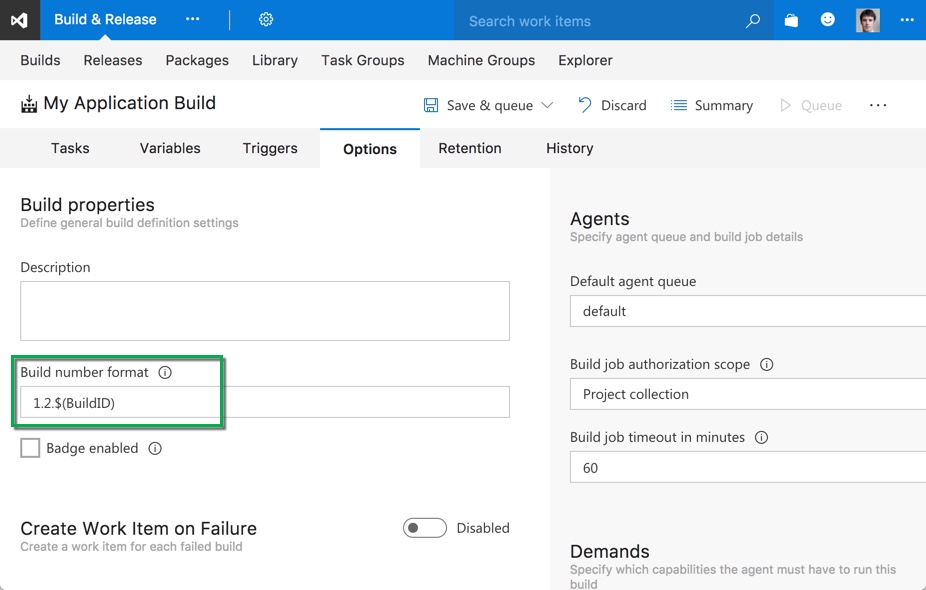 Build & Release ··· Search work items ···
Builds Releases Packages Library Task Groups Machine Groups Explorer
My Application Build Save & queue Discard Summary Queue ···
Tasks Variables Triggers Options Retention History
Build properties
Define general build definition settings
Description
Build number format
1.2.$(BuildID)
Badge enabled
Create Work Item on Failure Disabled
Create a work item for each failed build
Agents
Specify agent queue and build job details
Default agent queue
default
Build job authorization scope
Project collection
Build job timeout in minutes
60
Demands
Specify which capabilities the agent must have to run this
build